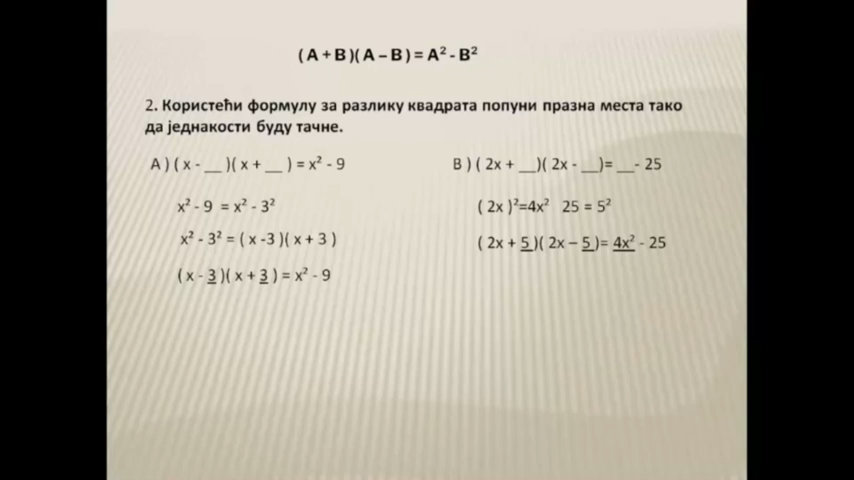 ( A + B )( A – B ) = A² - B²
2. Користећи формулу за разлику квадрата попуни празна места тако
да једнакости буду тачне.
А ) ( x - __ )( x + __ ) = x² - 9
x² - 9 = x² - 3²
x² - 3² = ( x -3 )( x + 3 )
( x - 3 )( x + 3 ) = x² - 9
В ) ( 2x + __)( 2x - __)= __- 25
( 2x )²=4x² 25 = 5²
( 2x + 5 )( 2x – 5 )= 4x² - 25